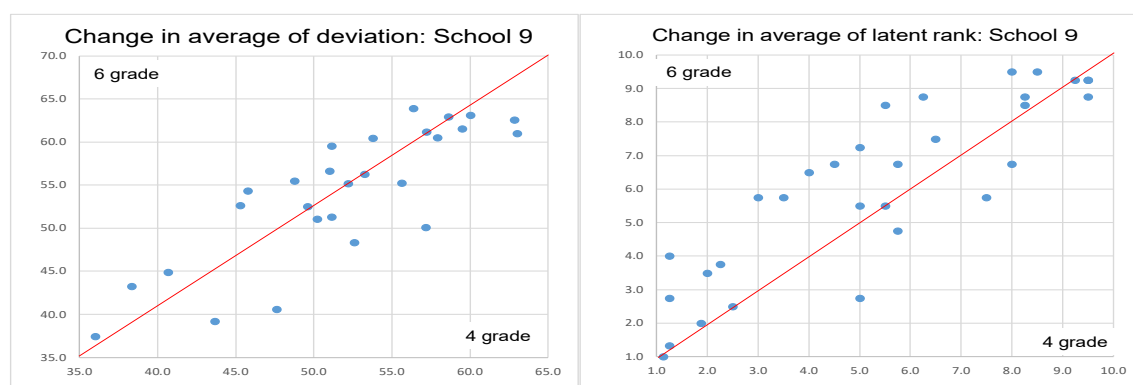 Change in average of deviation: School 9
70.0
6 grade
65.0
60.0
55.0
50.0
45.0
40.0
4 grade
35.0
35.0 40.0 45.0 50.0 55.0 60.0 65.0
Change in average of latent rank: School 9
10.0
6 grade
9.0
8.0
7.0
6.0
5.0
4.0
3.0
2.0
4 grade
1.0
1.0 2.0 3.0 4.0 5.0 6.0 7.0 8.0 9.0 10.0